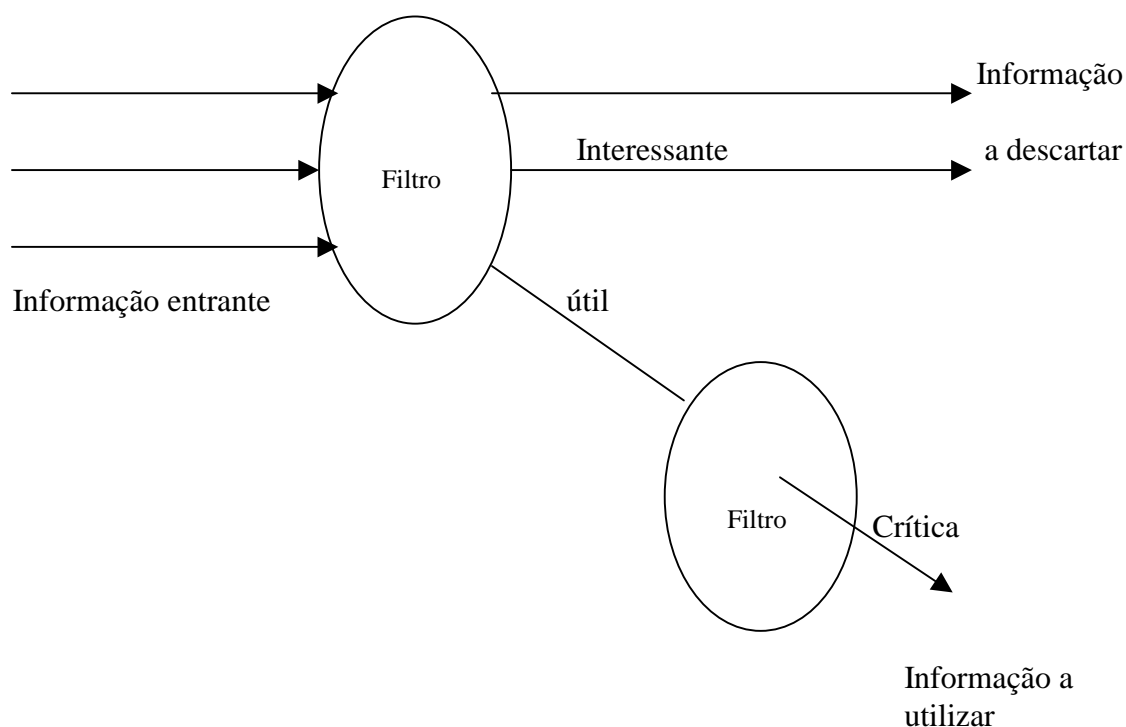 Informação
Interessante
a descartar
Filtro
Informação entrante
útil
Filtro
Crítica
Informação a
utilizar